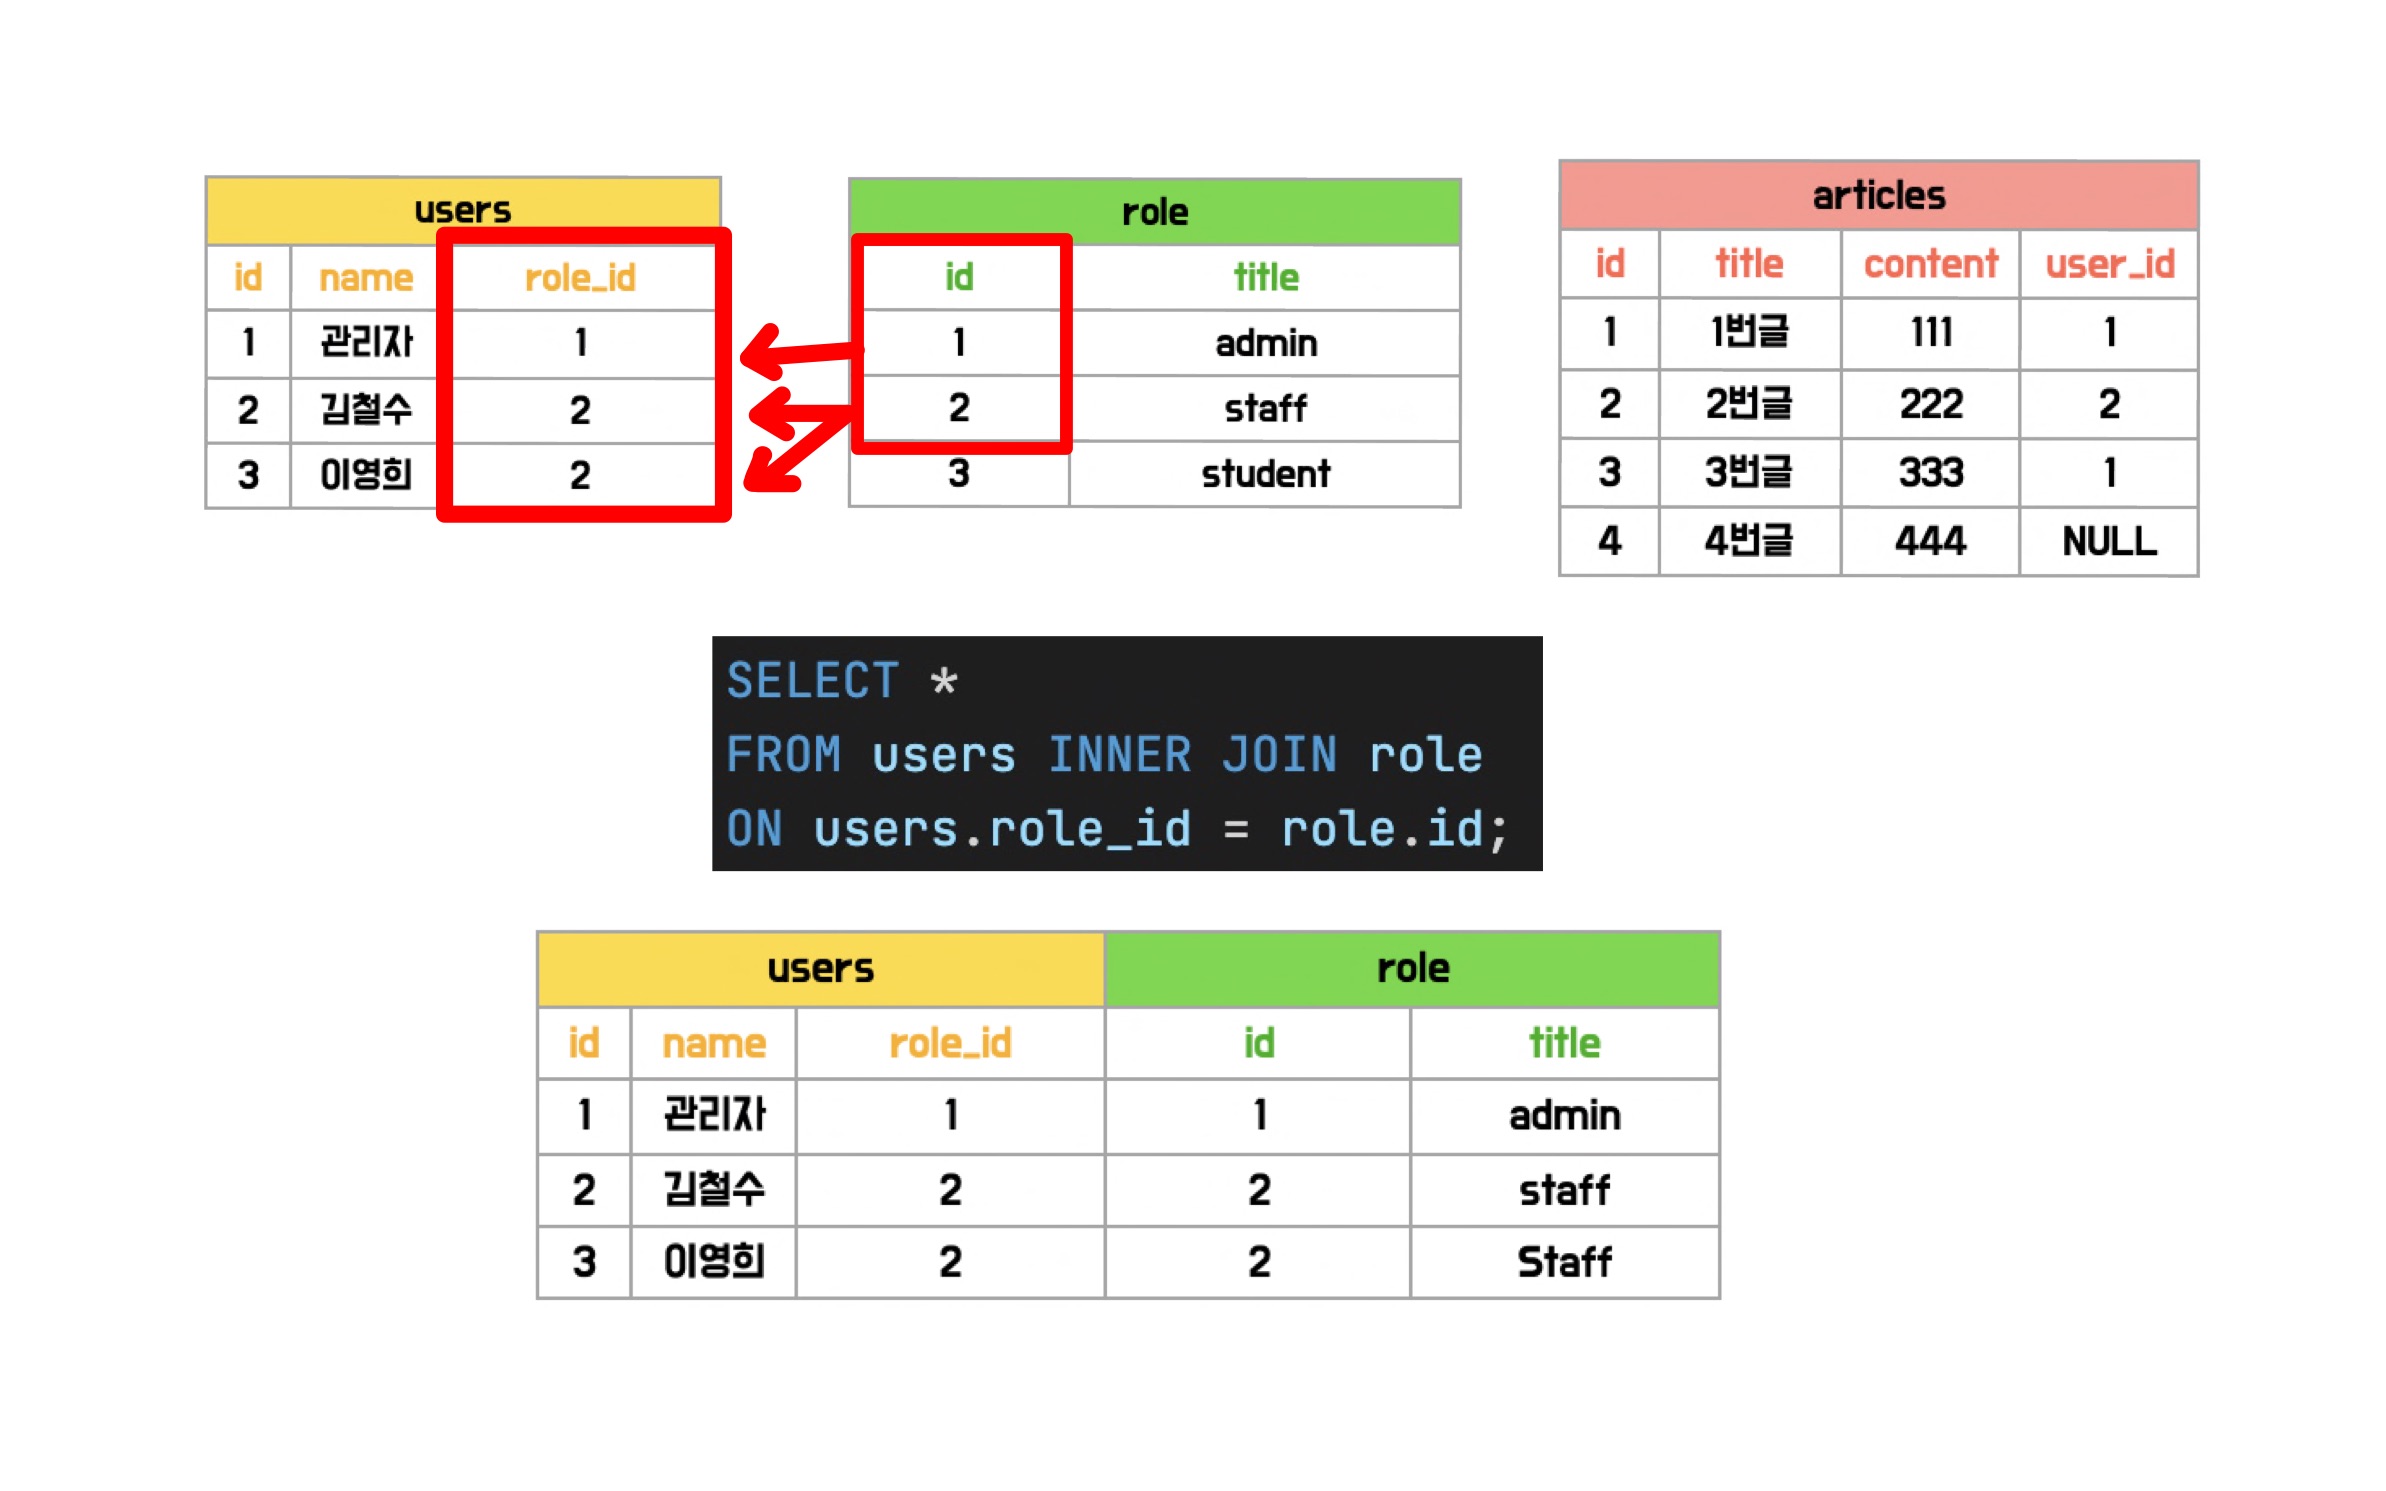 users
id name role_id
1 관리자 1
2 김철수 2
3 이영희 2
role
id title
1 admin
2 staff
3 student
articles
id title content user_id
1 1번글 111 1
2 2번글 222 2
3 3번글 333 1
4 4번글 444 NULL
SELECT *
FROM users INNER JOIN role
ON users.role_id = role.id;
users role
id name role_id id title
1 관리자 1 1 admin
2 김철수 2 2 staff
3 이영희 2 2 Staff